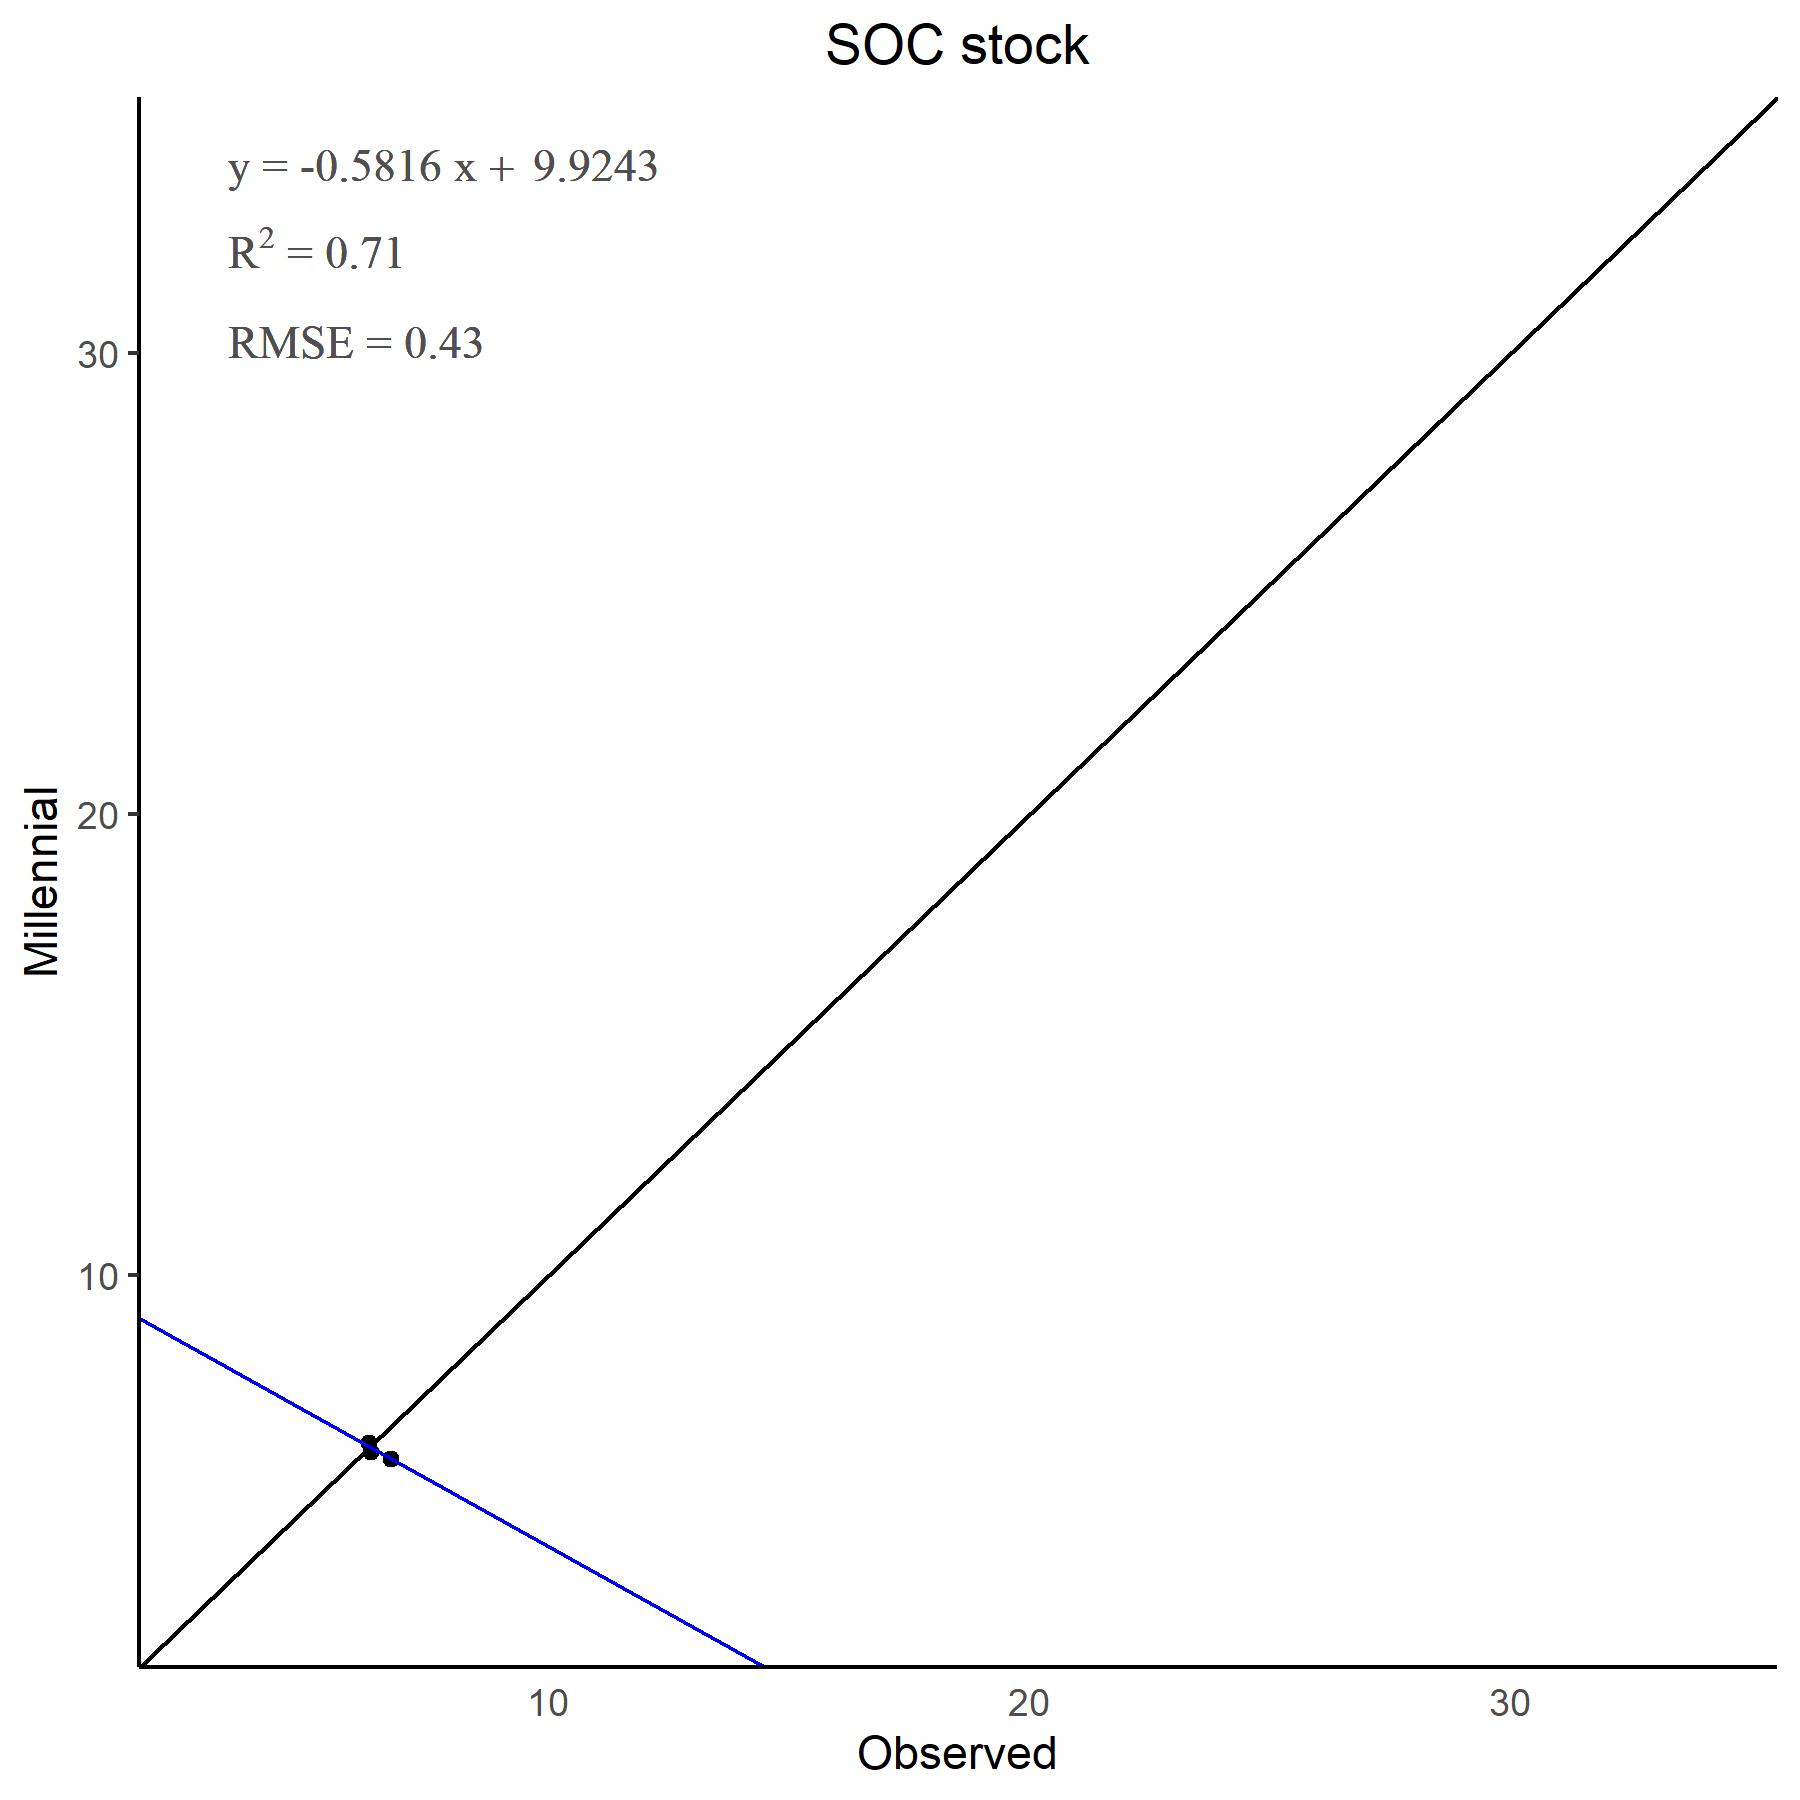 SOC stock
y = -0.5816 x + 9.9243
R² = 0.71
RMSE = 0.43
30
20
10
Millennial
10 20 30
Observed